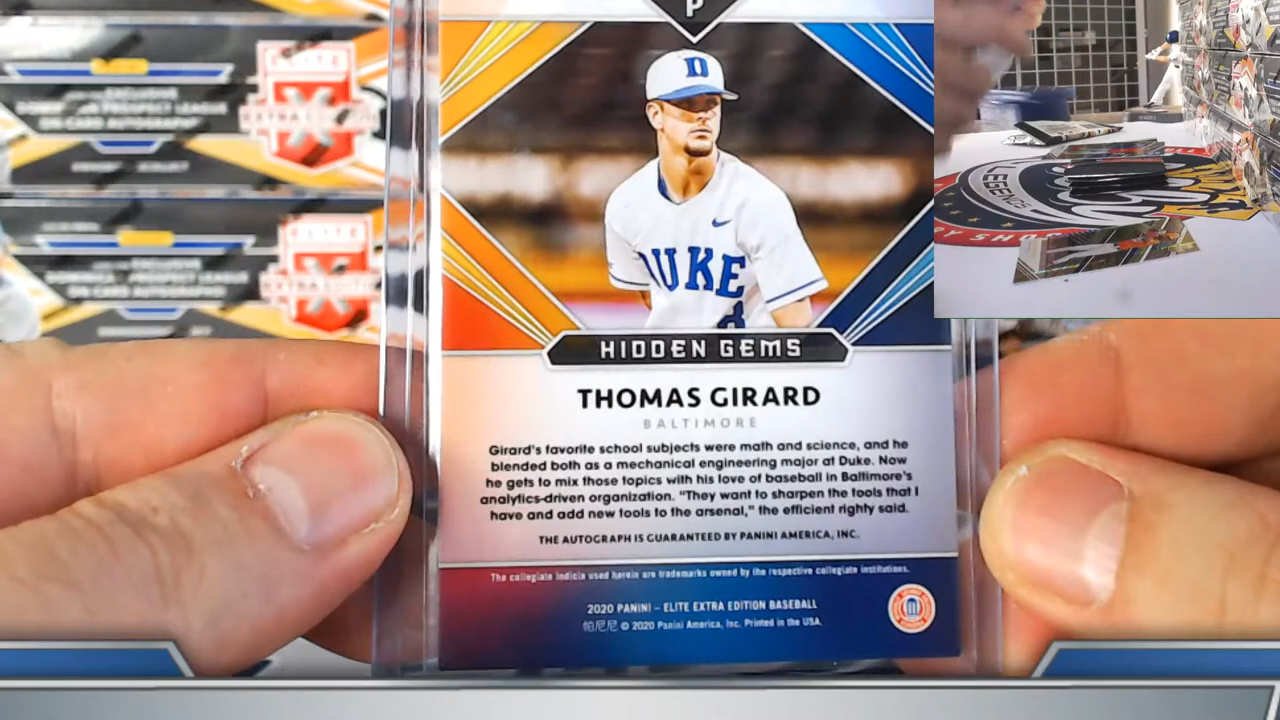 P
D
DUKE
HIDDEN GEMS
THOMAS GIRARD
BALTIMORE
Girard's favorite school subjects were math and science, and he
blended both as a mechanical engineering major at Duke. Now
he gets to mix those topics with his love of baseball in Baltimore's
analytics-driven organization. "They want to sharpen the tools that I
have and add new tools to the arsenal," the efficient righty said.
THE AUTOGRAPH IS GUARANTEED BY PANINI AMERICA, INC.
The collegiate indicia used herein are trademarks owned by the respective collegiate institutions.
2020 PANINI – ELITE EXTRA EDITION BASEBALL
帕尼尼 © 2020 Panini America, Inc. Printed in the USA.
ELITE
X
PROSPECT LEAGUE
ON CARD AUTOGRAPHS
ELITE
X
LEGENDS